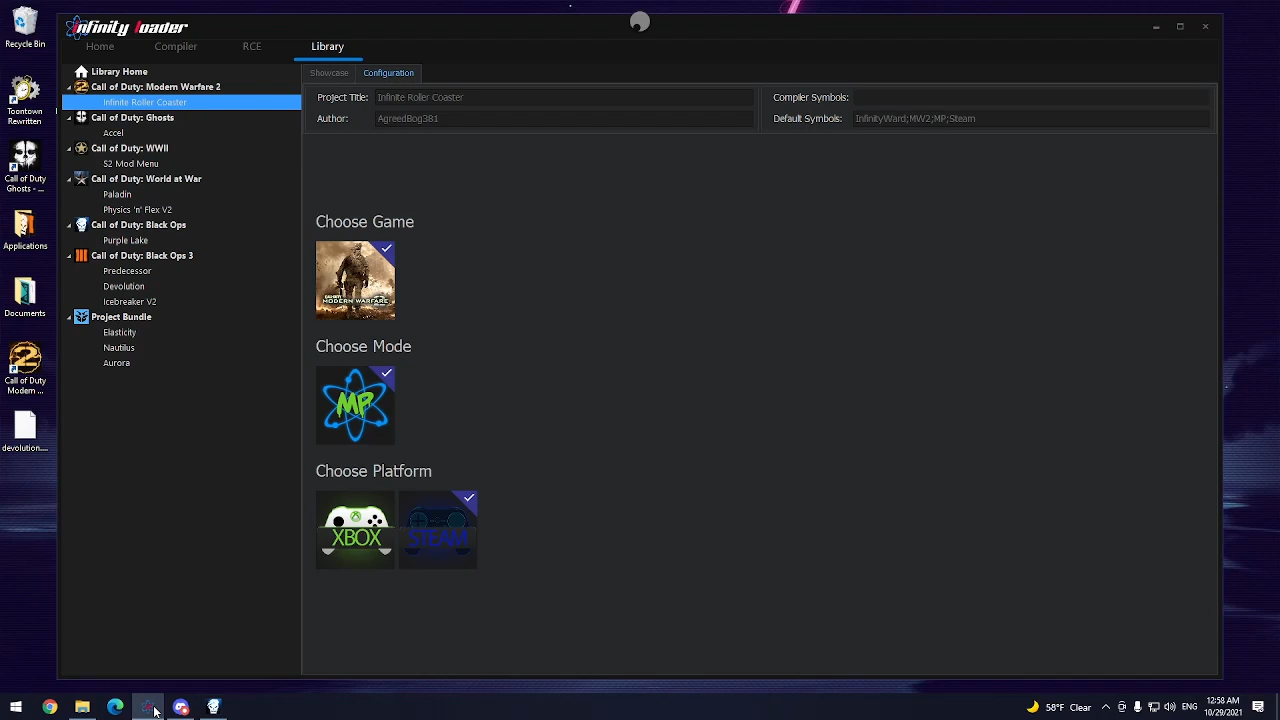 Recycle Bin
Toontown
Rewritten
Call of Duty
Ghosts - ...
Applications
Documents
Call of Duty
Modern ...
devolution....
Infinity Loader
Home
Compiler
RCE
Library
Library Home
Call of Duty: Modern Warfare 2
Infinite Roller Coaster
Call of Duty: Ghosts
Accel
Call of Duty: WWII
S2 Mod Menu
Call of Duty: World at War
Paladin
Physics 'n' Flex V2
Call of Duty: Black Ops
Purple Lake
Call of Duty: Black Ops 3
Predecessor
Devolution
Icebreaker V2
Project Bundle
Elasticity
Nautilus
Aurore
Showcase
Configuration
Project Title: Infinite Roller Coaster
Author: AgreedBog381
Compiler Symbols
Default Symbols: InfinityWard;MW2;MP;Steam
Choose Game
MODERN WARFARE
Choose Mode
MP
Choose Platform
XBOX
STEAM
58°F Clear
ENG
12:58 AM
10/29/2021